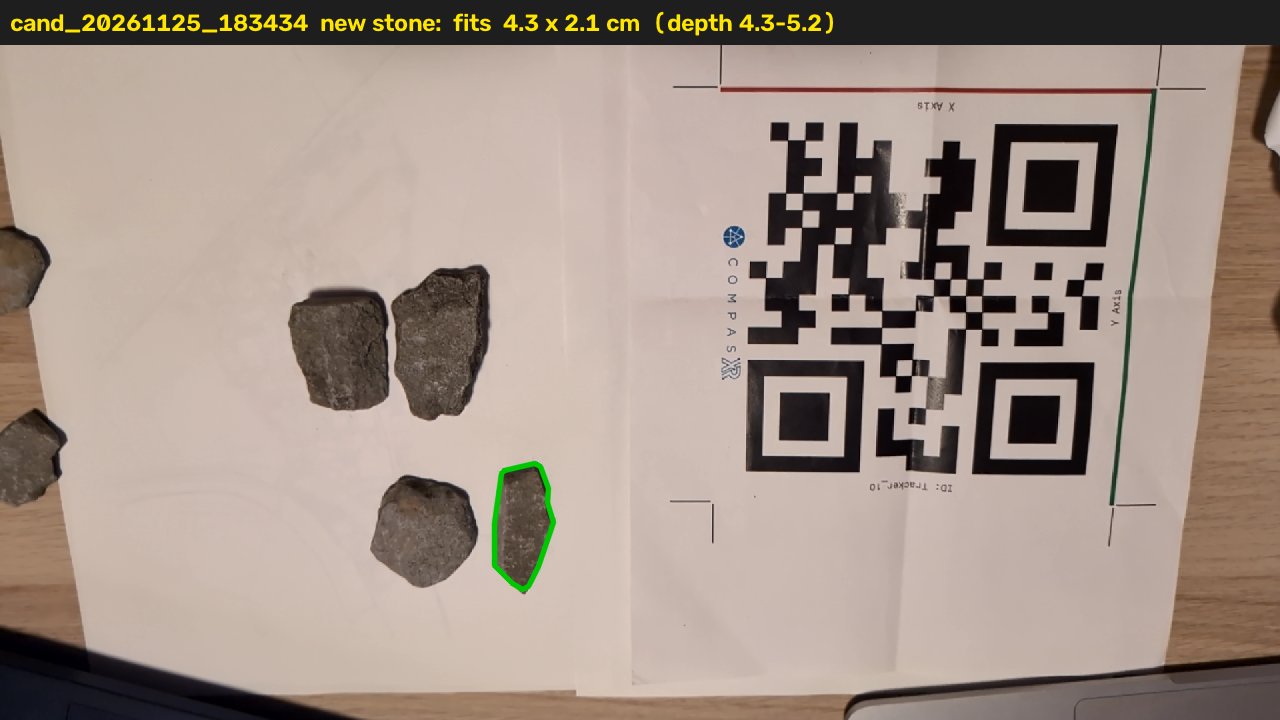 cand_20261125_183434 new stone: fits 4.3 x 2.1 cm (depth 4.3-5.2)
X Axis
COMPAS XR
Y Axis
ID: Tracker_10